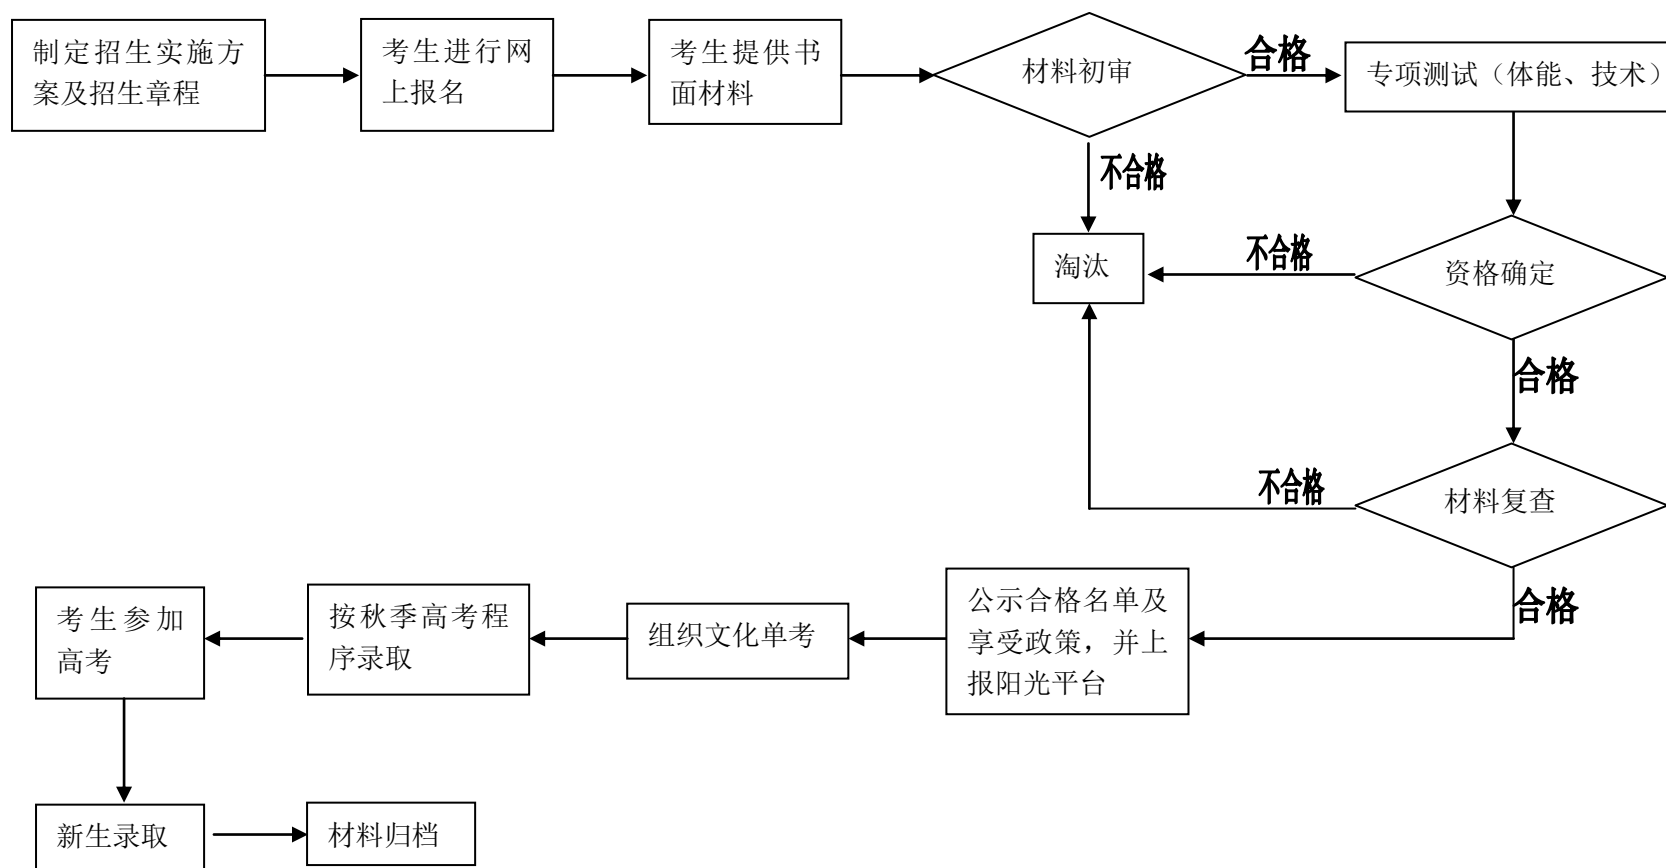 制定招生实施方
案及招生章程
考生进行网
上报名
考生提供书
面材料
材料初审
合格
专项测试（体能、技术）
不合格
淘汰
不合格
资格确定
合格
不合格
材料复查
合格
公示合格名单及
享受政策，并上
报阳光平台
组织文化单考
按秋季高考程
序录取
考生参加
高考
新生录取
材料归档